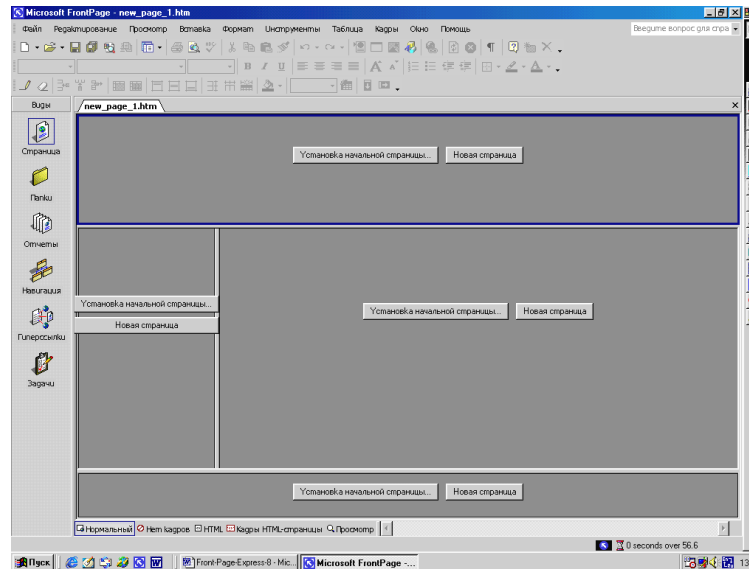 Microsoft FrontPage - new_page_1.htm
Файл Редактирование Просмотр Вставка Формат Инструменты Таблица Кадры Окно Помощь
Введите вопрос для спра
Виды
new_page_1.htm
Страница
Папки
Отчеты
Навигация
Гиперссылки
Задачи
Установка начальной страницы... Новая страница
Установка начальной страницы...
Новая страница
Установка начальной страницы... Новая страница
Установка начальной страницы... Новая страница
Нормальный Нет кадров HTML Кадры HTML-страницы Просмотр
0 seconds over 56.6
Пуск Front-Page-Express-8 - Mic... Microsoft FrontPage -... 13